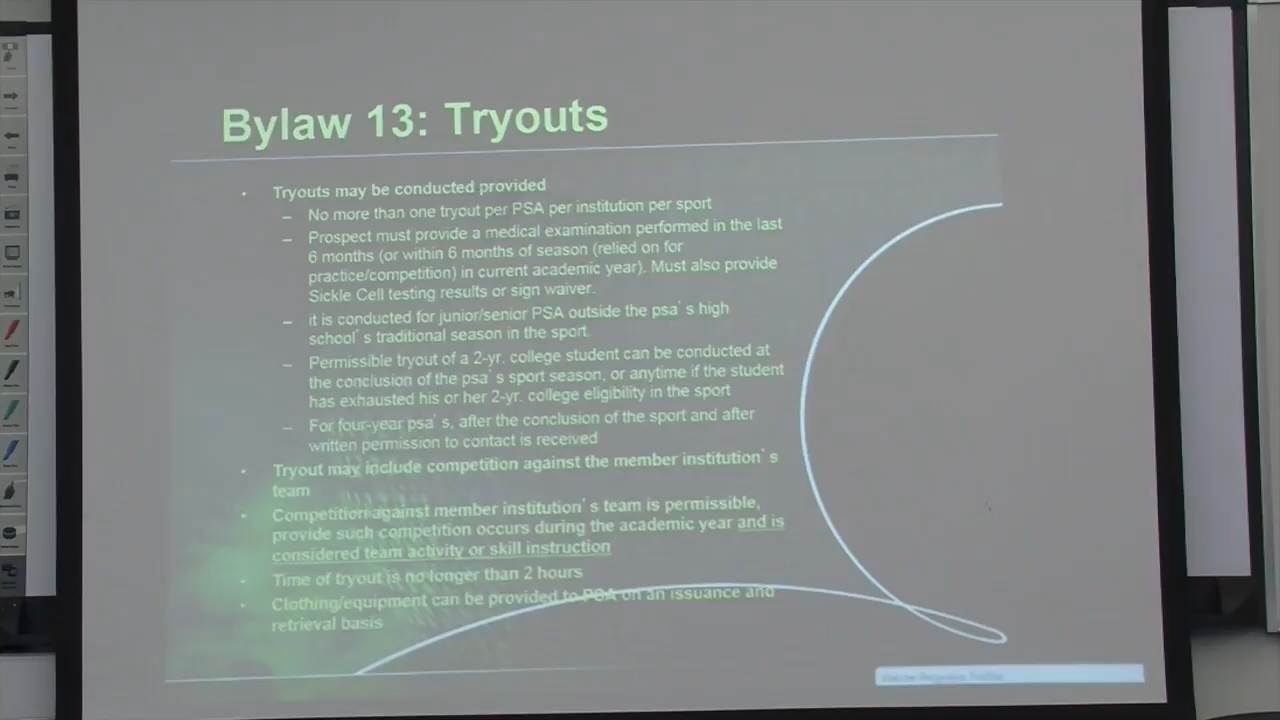 Bylaw 13: Tryouts
• Tryouts may be conducted provided
– No more than one tryout per PSA per institution per sport
– Prospect must provide a medical examination performed in the last
6 months (or within 6 months of season (relied on for
practice/competition) in current academic year). Must also provide
Sickle Cell testing results or sign waiver.
– it is conducted for junior/senior PSA outside the psa's high
school's traditional season in the sport.
– Permissible tryout of a 2-yr. college student can be conducted at
the conclusion of the psa's sport season, or anytime if the student
has exhausted his or her 2-yr. college eligibility in the sport
– For four-year psa's, after the conclusion of the sport and after
written permission to contact is received
• Tryout may include competition against the member institution's
team
• Competition against member institution's team is permissible,
provide such competition occurs during the academic year and is
considered team activity or skill instruction
• Time of tryout is no longer than 2 hours
• Clothing/equipment can be provided to PSA on an issuance and
retrieval basis